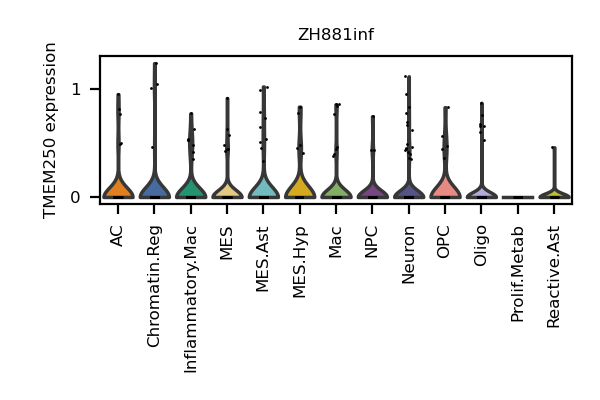 ZH881inf
TMEM250 expression
1
0
AC
Chromatin.Reg
Inflammatory.Mac
MES
MES.Ast
MES.Hyp
Mac
NPC
Neuron
OPC
Oligo
Prolif.Metab
Reactive.Ast